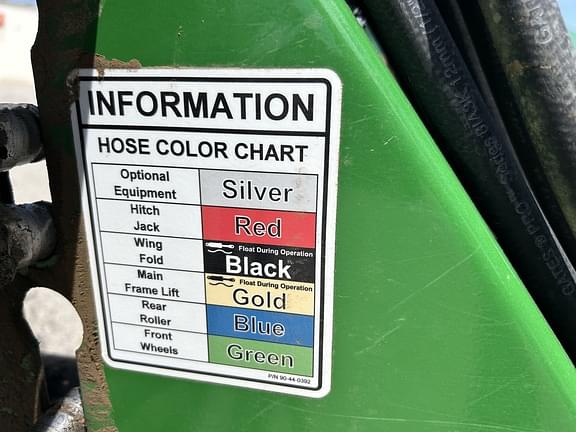 INFORMATION
HOSE COLOR CHART
Optional
Equipment
Silver
Hitch
Jack
Red
Wing
Fold
Float During Operation
Black
Main
Frame Lift
Float During Operation
Gold
Rear
Roller
Blue
Front
Wheels
Green
P/N 90-44-0392
GATES